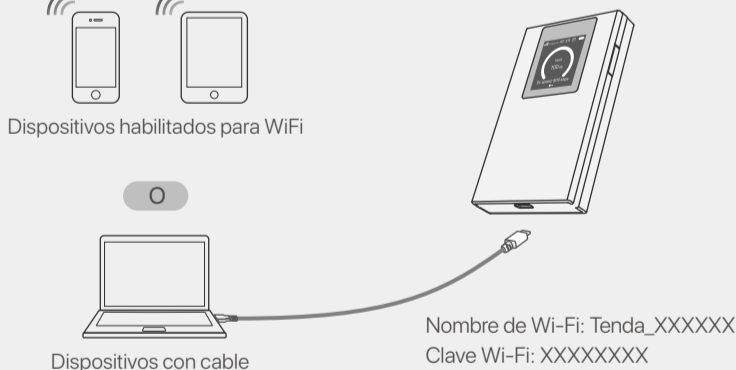 Dispositivos habilitados para WiFi
O
Dispositivos con cable
Nombre de Wi-Fi: Tenda_XXXXXX
Clave Wi-Fi: XXXXXXXX